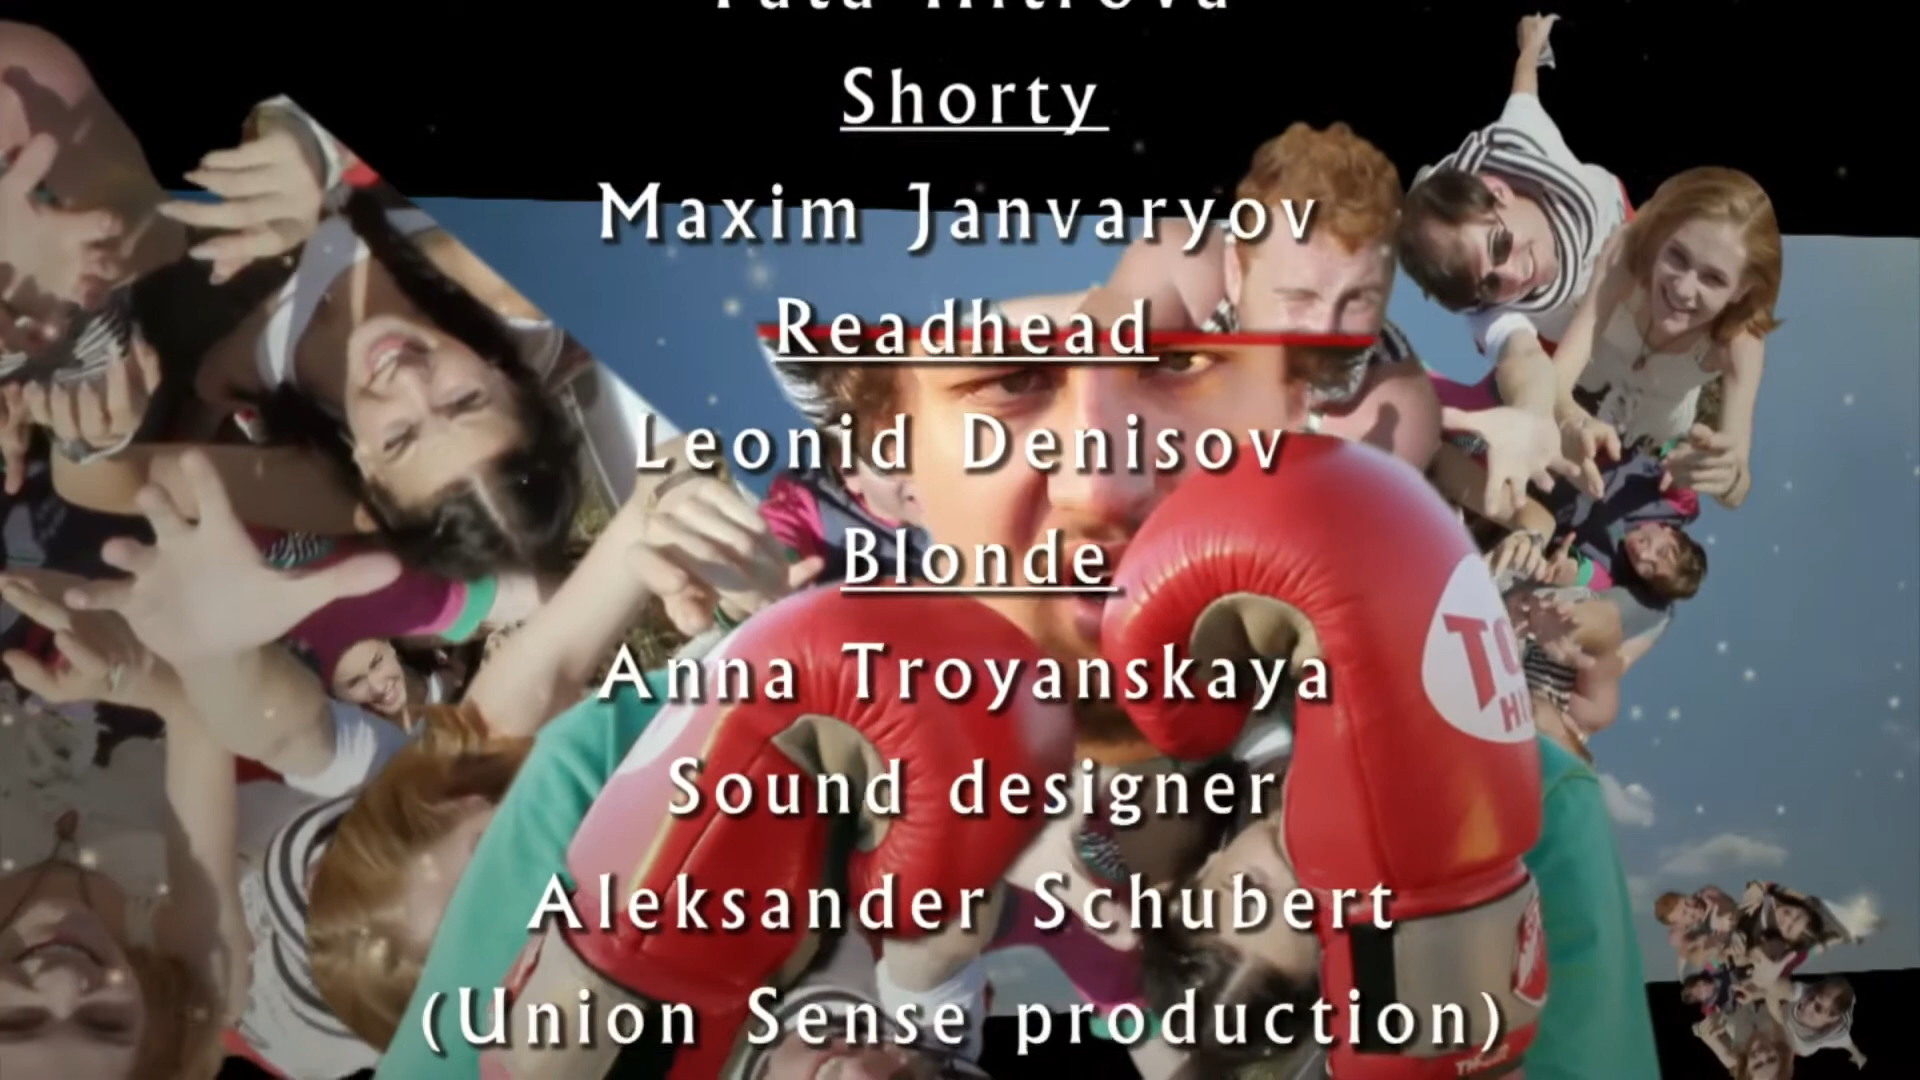 Shorty
Maxim Janvaryov
Readhead
Leonid Denisov
Blonde
Anna Troyanskaya
Sound designer
Aleksander Schubert
(Union Sense production)